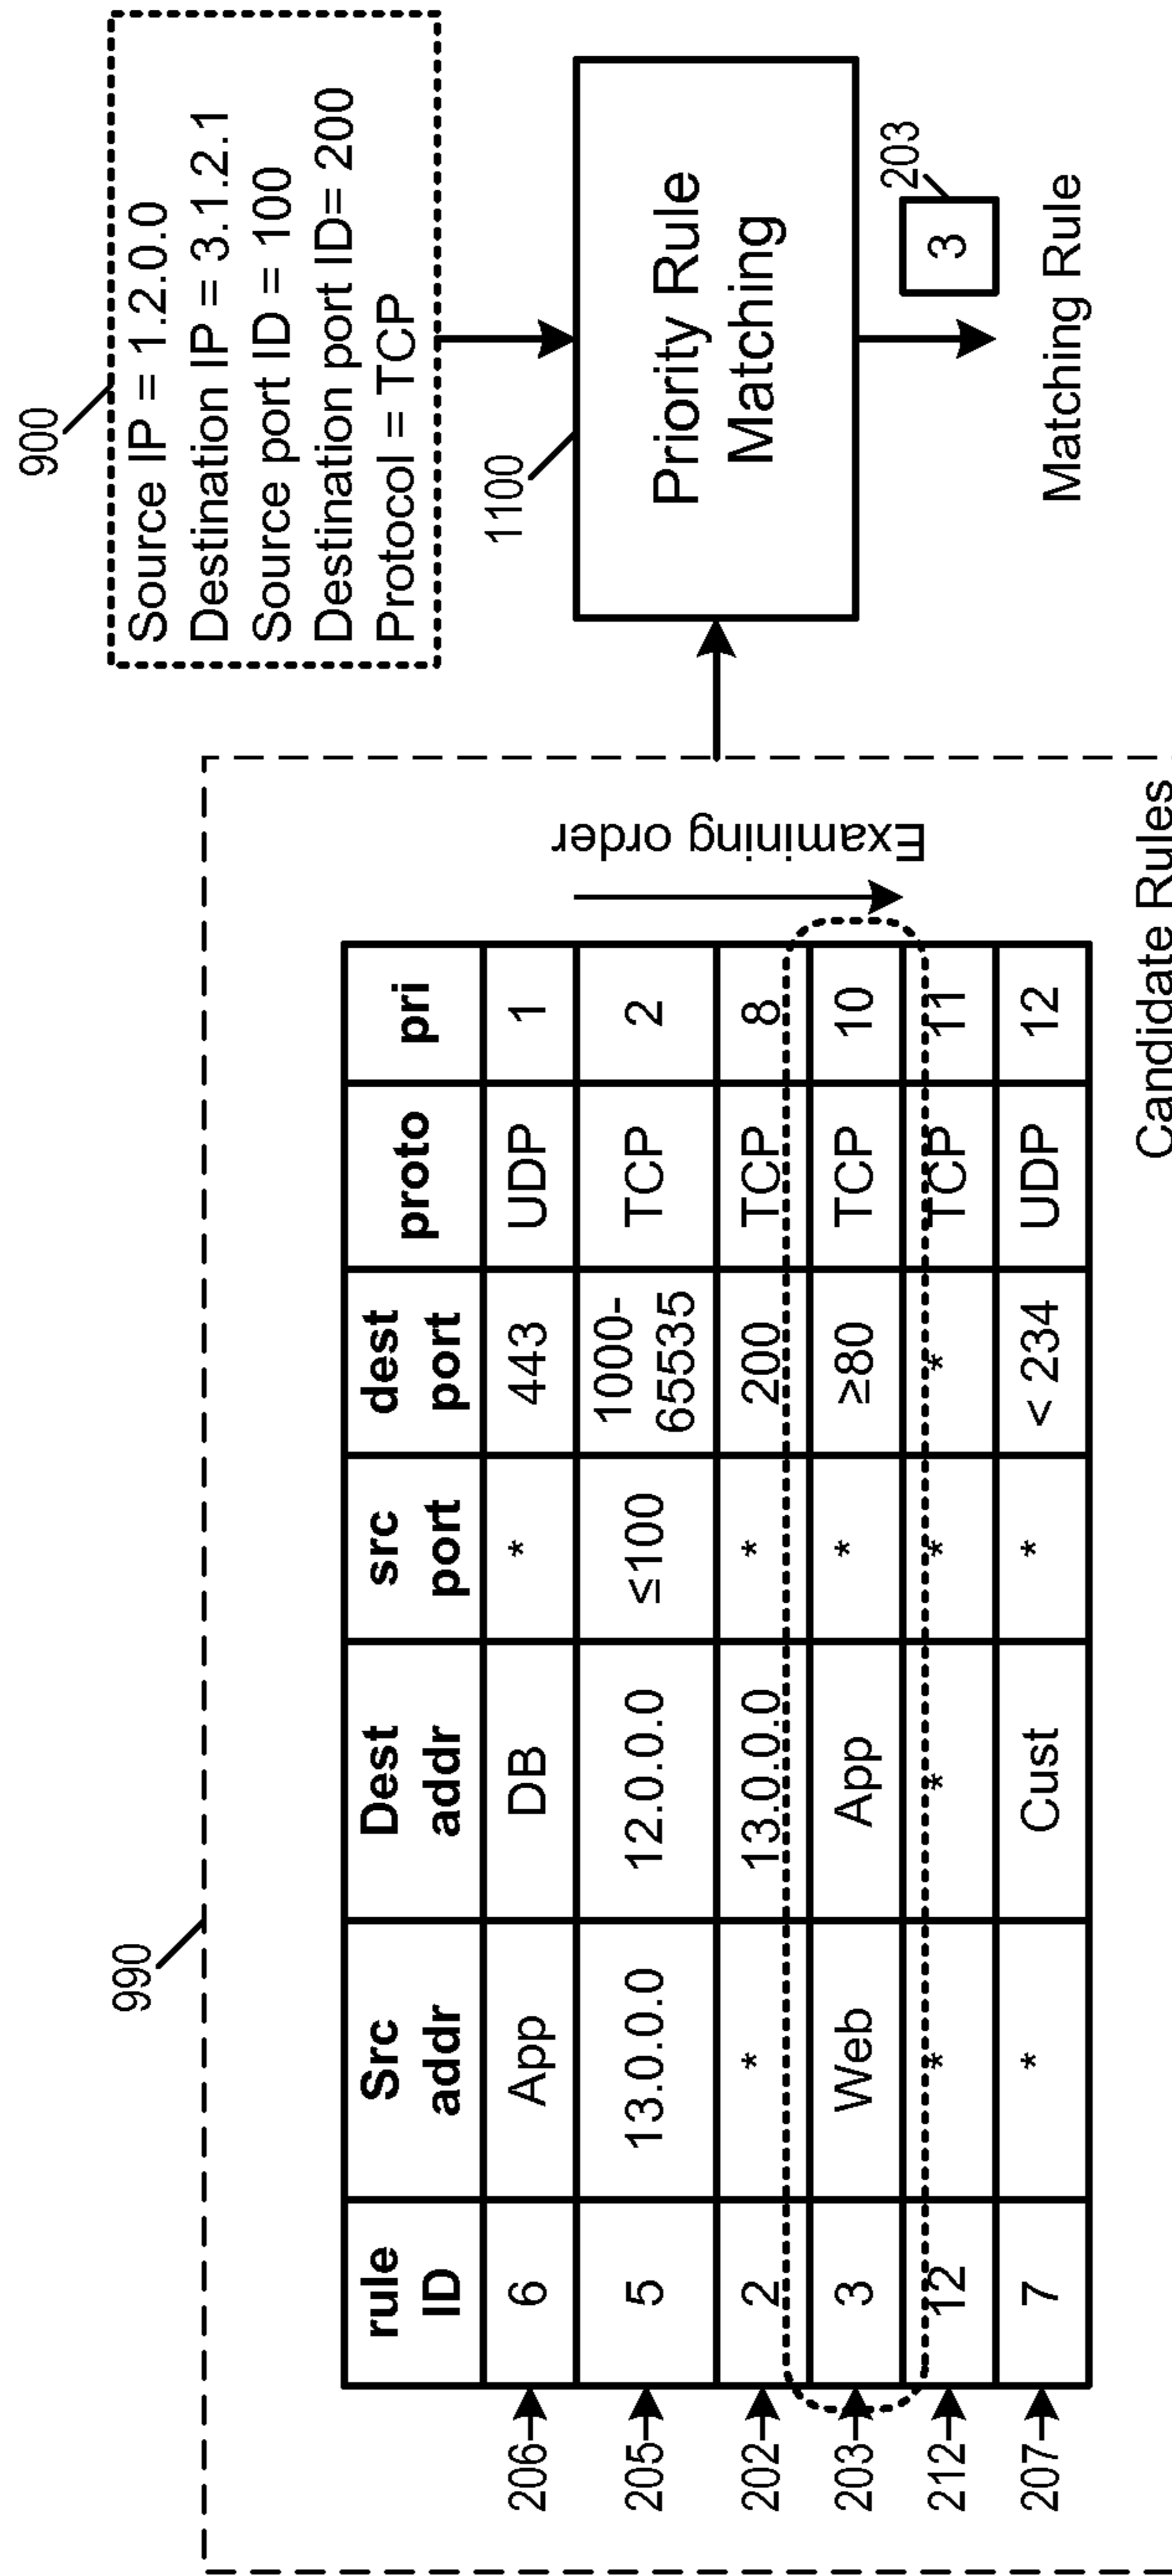 990
900
Source IP = 1.2.0.0
Destination IP = 3.1.2.1
Source port ID = 100
Destination port ID= 200
Protocol = TCP
rule ID Src addr Dest addr src port dest port proto pri
206 6 App DB * 443 UDP 1
205 5 13.0.0.0 12.0.0.0 ≤100 1000-65535 TCP 2
202 2 * 13.0.0.0 * 200 TCP 8
203 3 Web App * ≥80 TCP 10
212 12 * * * * TCP 11
207 7 * Cust * < 234 UDP 12
Examining order
Candidate Rules
1100
Priority Rule
Matching
203
3
Matching Rule